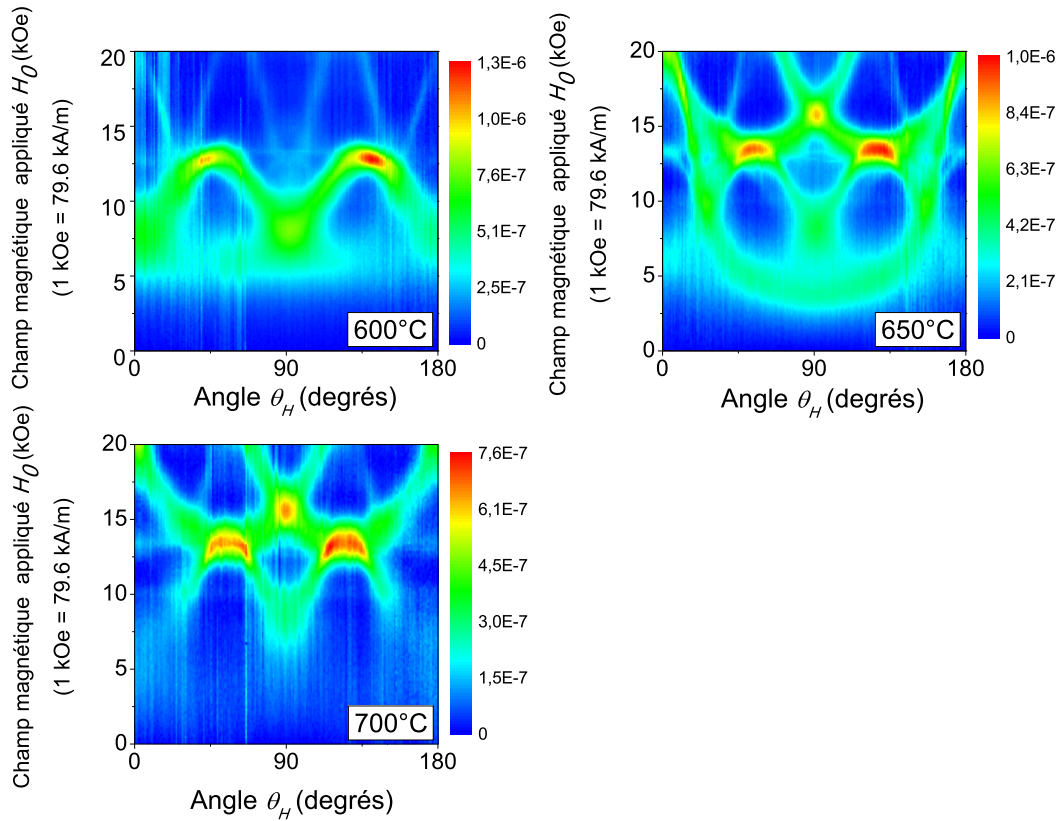 Champ magnétique appliqué H0 (kOe)
(1 kOe = 79.6 kA/m)
20
15
10
5
0
0
90
180
Angle θH (degrés)
600°C
1,3E-6
1,0E-6
7,6E-7
5,1E-7
2,5E-7
0
Champ magnétique appliqué H0 (kOe)
(1 kOe = 79.6 kA/m)
20
15
10
5
0
0
90
180
Angle θH (degrés)
650°C
1,0E-6
8,4E-7
6,3E-7
4,2E-7
2,1E-7
0
Champ magnétique appliqué H0 (kOe)
(1 kOe = 79.6 kA/m)
20
15
10
5
0
0
90
180
Angle θH (degrés)
700°C
7,6E-7
6,1E-7
4,5E-7
3,0E-7
1,5E-7
0